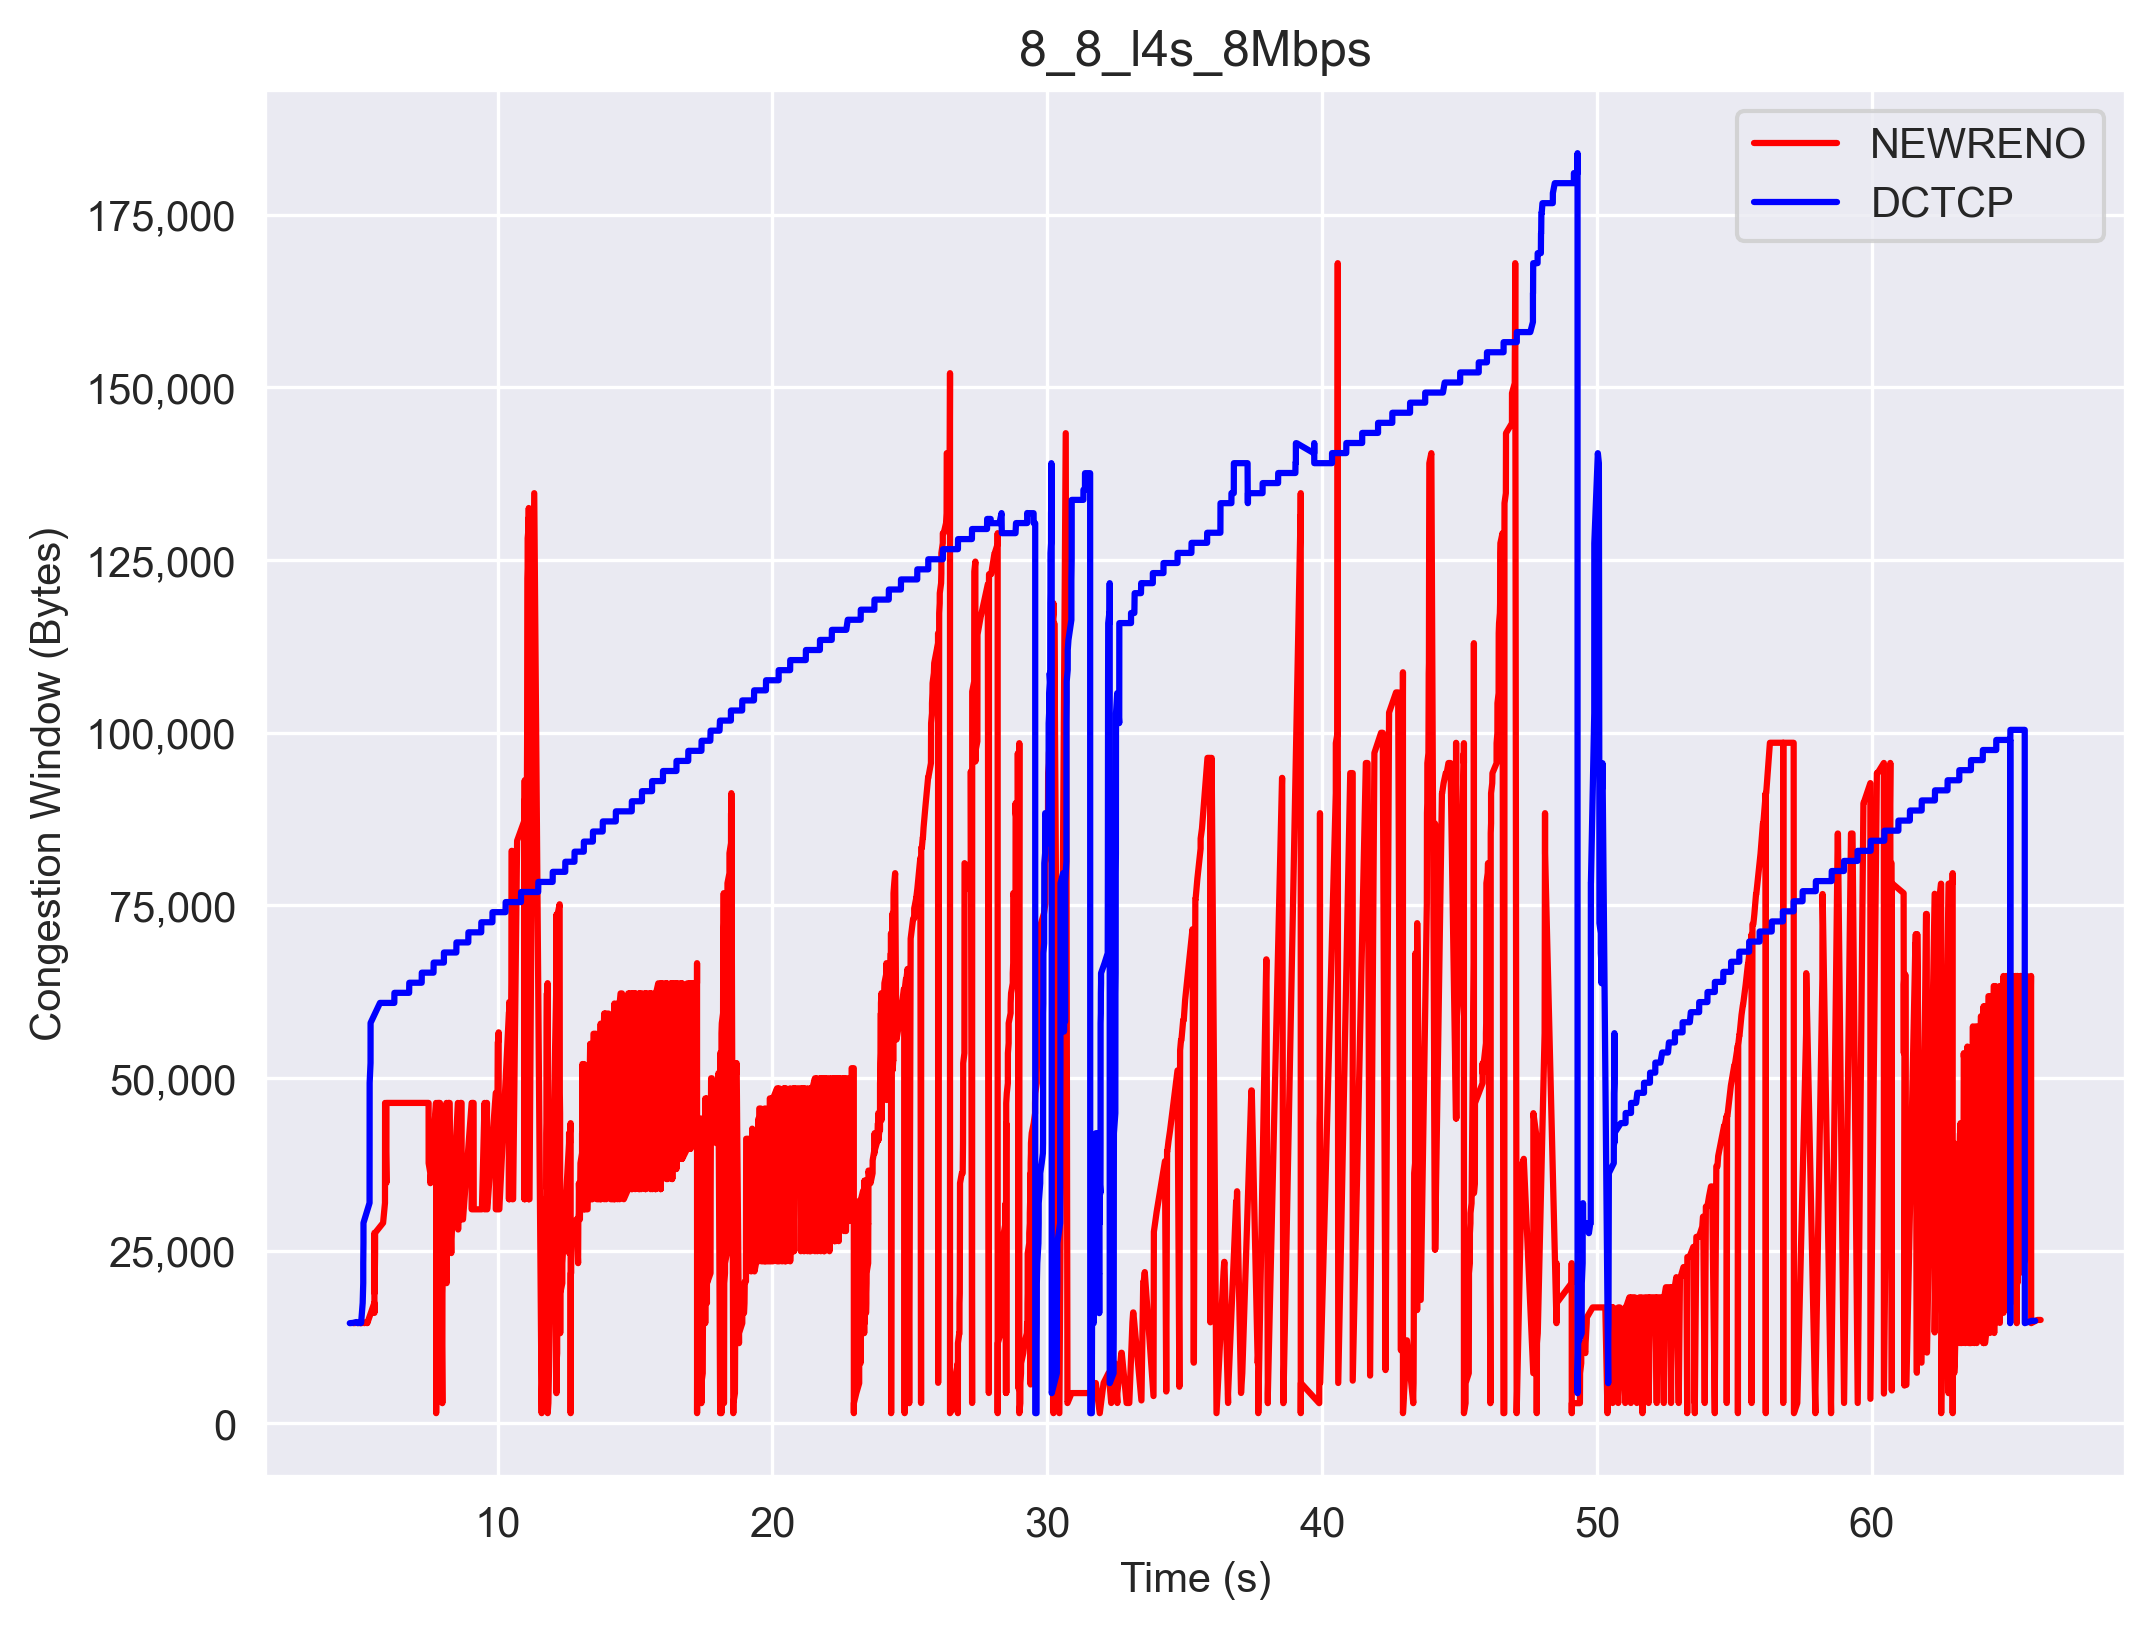 8_8_l4s_8Mbps
NEWRENO
DCTCP
Congestion Window (Bytes)
175,000
150,000
125,000
100,000
75,000
50,000
25,000
0
10 20 30 40 50 60
Time (s)